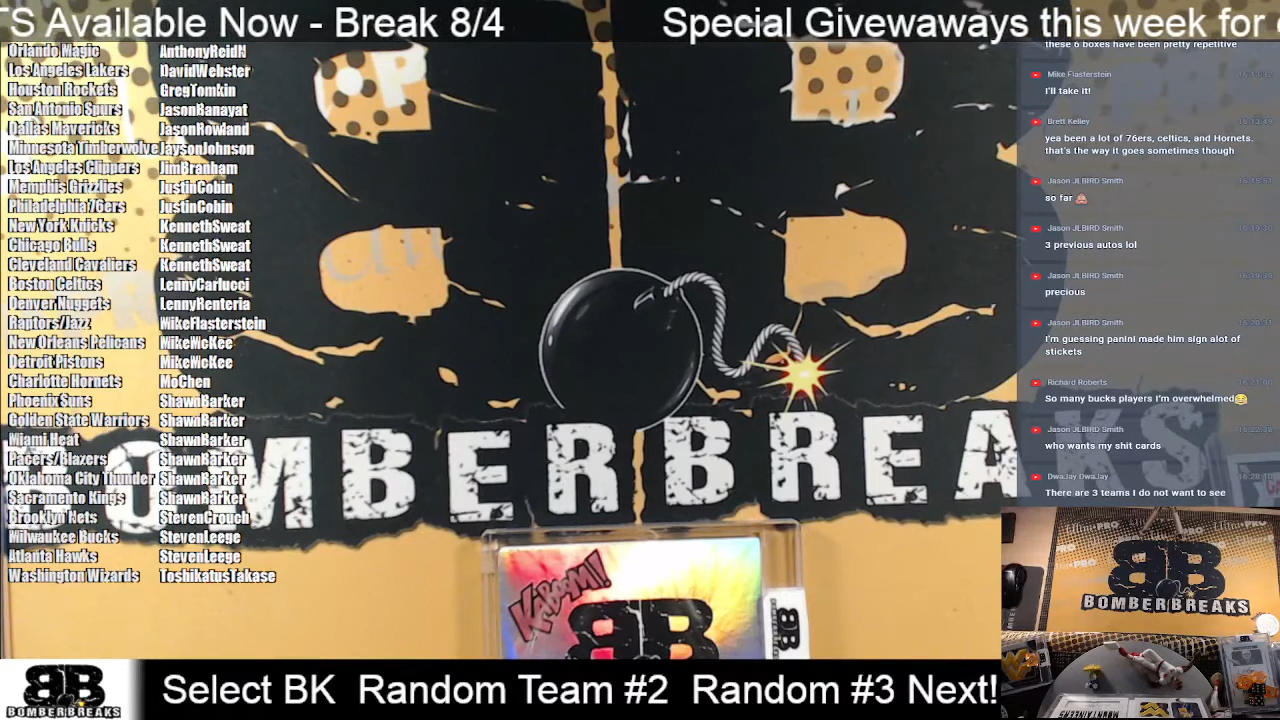 TS Available Now - Break 8/4 Special Givewaways this week for
Orlando Magic AnthonyReidN
Los Angeles Lakers DavidWebster
Houston Rockets GregTomkin
San Antonio Spurs JasonBanayat
Dallas Mavericks JasonRowland
Minnesota Timberwolve JaysonJohnson
Los Angeles Clippers JimBranham
Memphis Grizzlies JustinCobin
Philadelphia76ers JustinCobin
New York Knicks KennethSweat
Chicago Bulls KennethSweat
Cleveland Cavaliers KennethSweat
Boston Celtics LennyCarlucci
Denver Nuggets LennyRenteria
Raptors/Jazz MikeFlasterstein
New Orleans Pelicans MikeMcKee
Detroit Pistons MikeMcKee
Charlotte Hornets MoChen
Phoenix Suns ShawnBarker
Golden State Warriors ShawnBarker
Miami Heat ShawnBarker
Pacers/Blazers ShawnBarker
Oklahoma City Thunder ShawnBarker
Sacramento Kings ShawnBarker
Brooklyn Nets StevenCrouch
Milwaukee Bucks StevenLeege
Atlanta Hawks StevenLeege
Washington Wizards ToshikatusTakase
OMBERBREA
KABOOM!
BB
BB
these 6 boxes have been pretty repetitive
Mike Flasterstein
I'll take it!
Brett Kelley 16:13:49
yea been a lot of 76ers, celtics, and Hornets.
that's the way it goes sometimes though
Jason JLBIRD Smith
so far 🙈
Jason JLBIRD Smith
3 previous autos lol
Jason JLBIRD Smith
precious
Jason JLBIRD Smith
I'm guessing panini made him sign alot of
stickets
Richard Roberts
So many bucks players I'm overwhelmed😂
Jason JLBIRD Smith
who wants my shit cards
DwaJay DwaJay
There are 3 teams I do not want to see
BB
BOMBERBREAKS
BB
BOMBERBREAKS
Select BK Random Team #2 Random #3 Next!